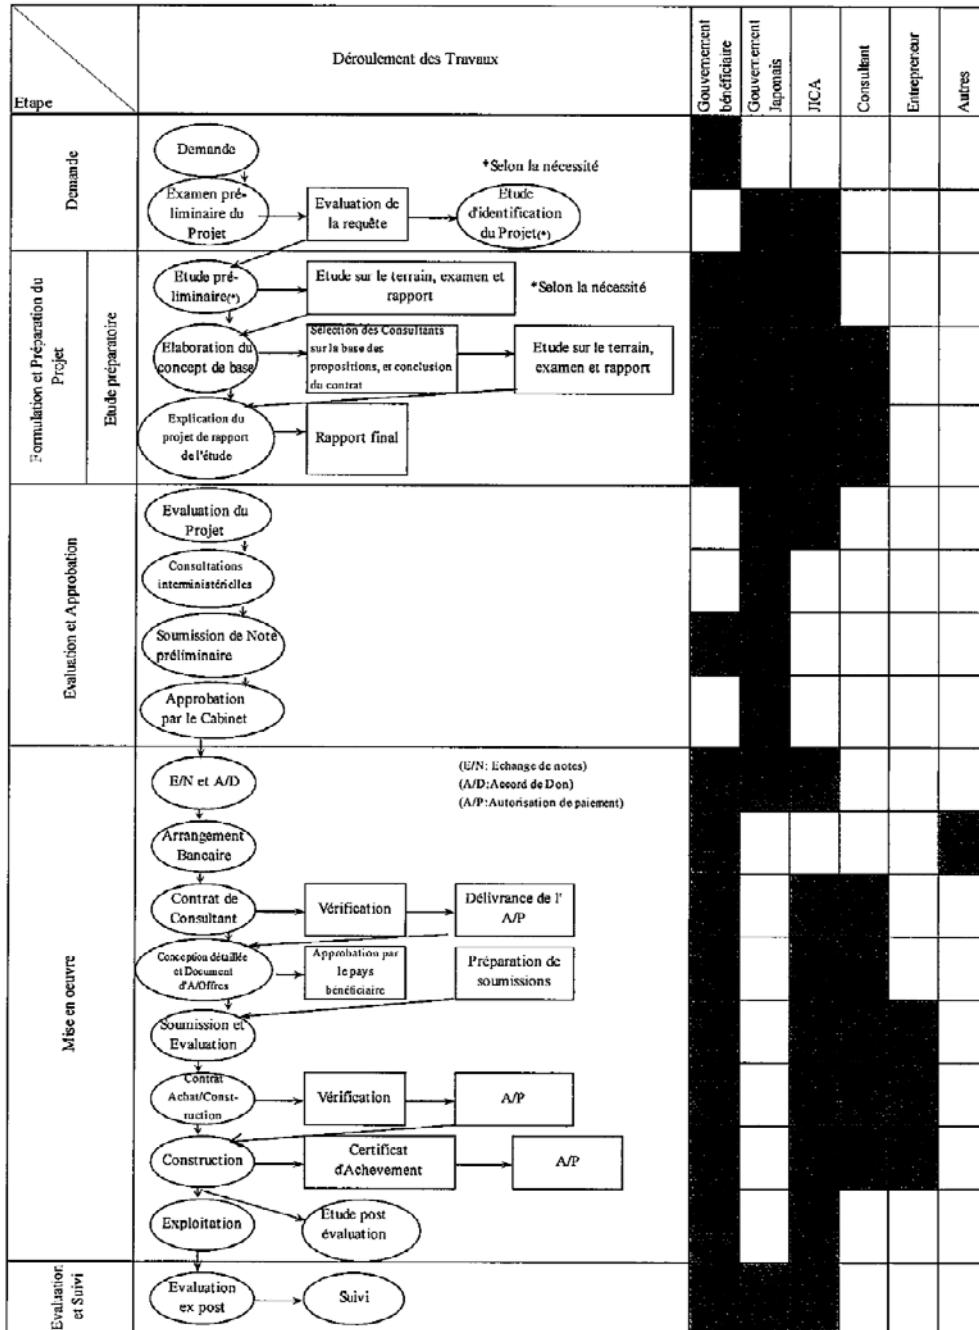 Etape
Déroulement des Travaux
Gouvernement
bénéficiaire
Gouvernement
Japonais
JICA
Consultant
Entrepreneur
Autres
Demande
Demande
*Selon la nécessité
Examen pré-
liminaire du
Projet
Evaluation de
la requête
Etude
d'identification
du Projet(*)
Formulation et Préparation du
Projet
Etude préparatoire
Etude pré-
liminaire(*)
Etude sur le terrain, examen et
rapport
*Selon la nécessité
Elaboration du
concept de base
Sélection des Consultants
sur la base des
propositions, et conclusion
du contrat
Etude sur le terrain,
examen et rapport
Explication du
projet de rapport
de l'étude
Rapport final
Evaluation et Approbation
Evaluation du
Projet
Consultations
interministérielles
Soumission de Note
préliminaire
Approbation
par le Cabinet
Mise en oeuvre
E/N et A/D
(E/N: Echange de notes)
(A/D:Accord de Don)
(A/P:Autorisation de paiement)
Arrangement
Bancaire
Contrat de
Consultant
Vérification
Délivrance de l'
A/P
Conception détaillée
et Document
d'A/Offres
Approbation par
le pays
bénéficiaire
Préparation de
soumissions
Soumission et
Evaluation
Contrat
Achat/Const-
ruction
Vérification
A/P
Construction
Certificat
d'Achevement
A/P
Exploitation
Etude post
évaluation
Evaluation
et Suivi
Evaluation
ex post
Suivi